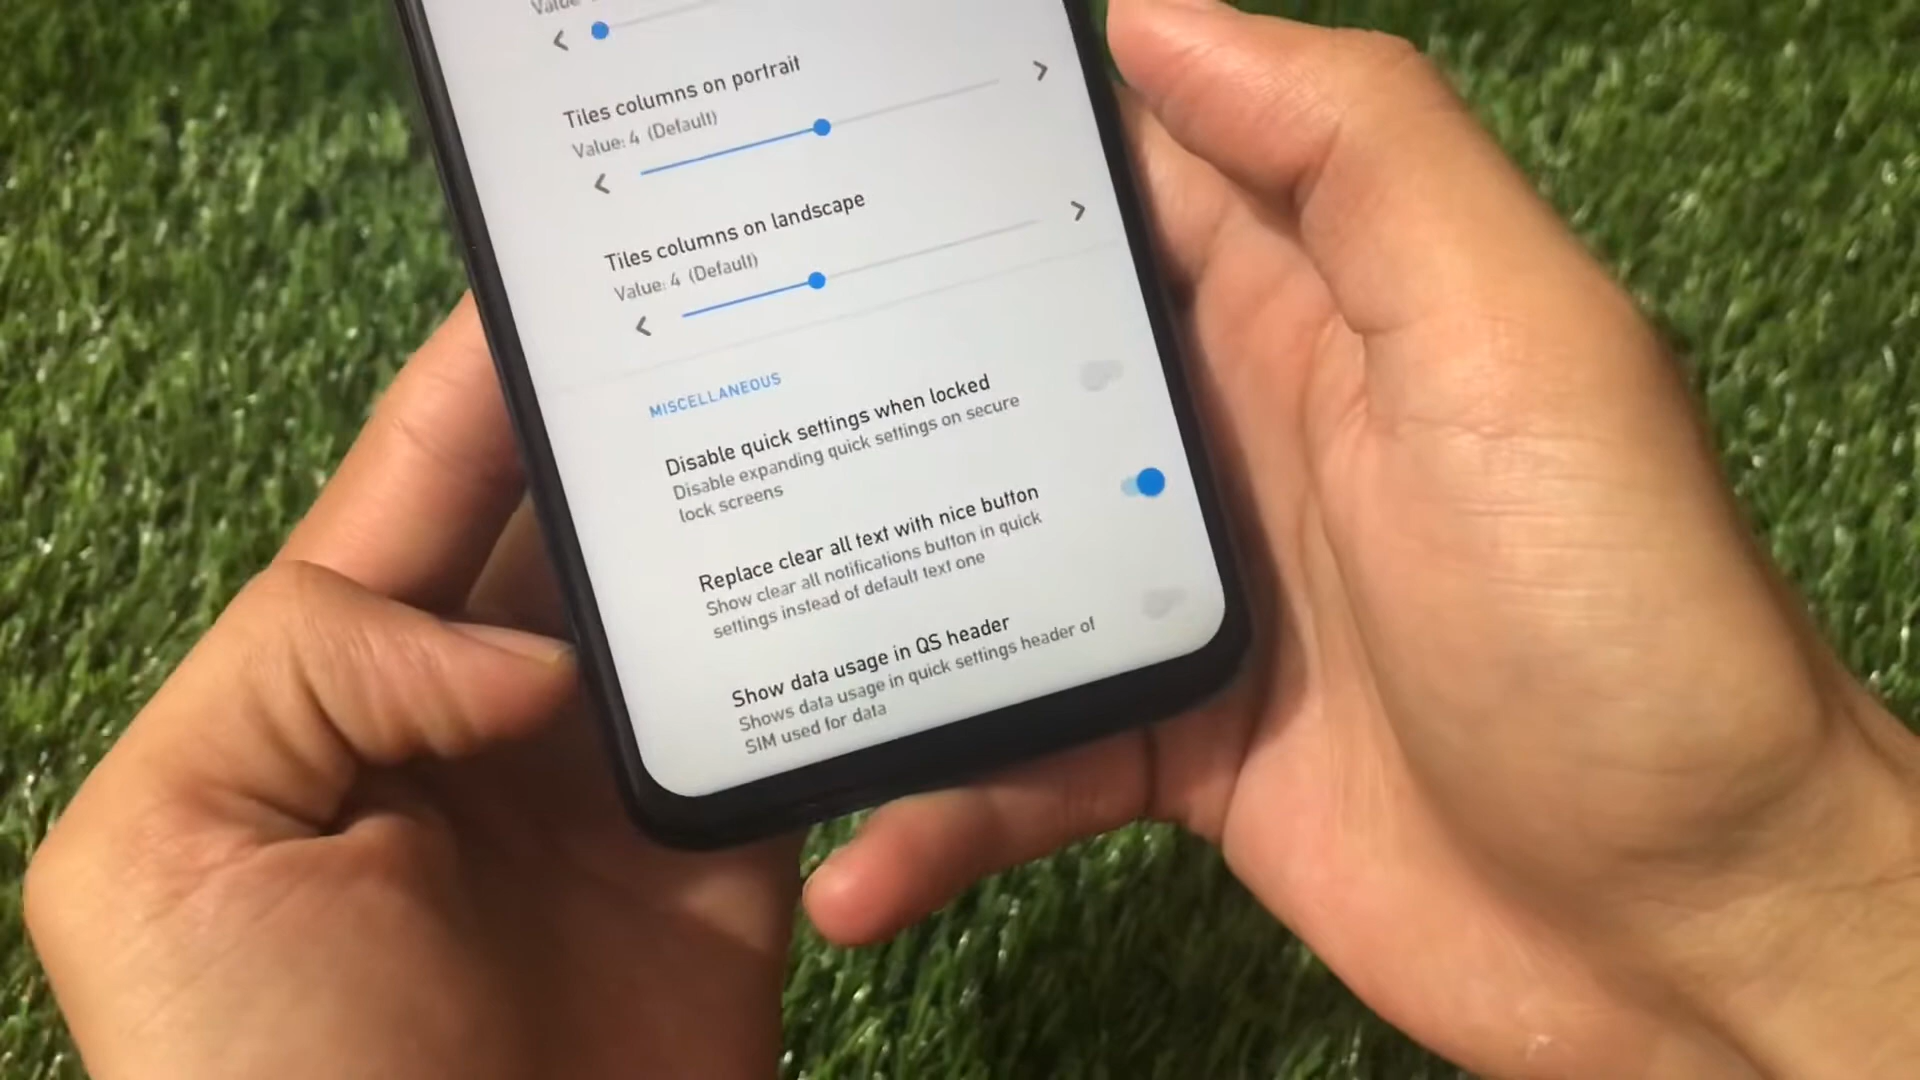 Value
Tiles columns on portrait
Value: 4 (Default)
Tiles columns on landscape
Value: 4 (Default)
MISCELLANEOUS
Disable quick settings when locked
Disable expanding quick settings on secure
lock screens
Replace clear all text with nice button
Show clear all notifications button in quick
settings instead of default text one
Show data usage in QS header
Shows data usage in quick settings header of
SIM used for data